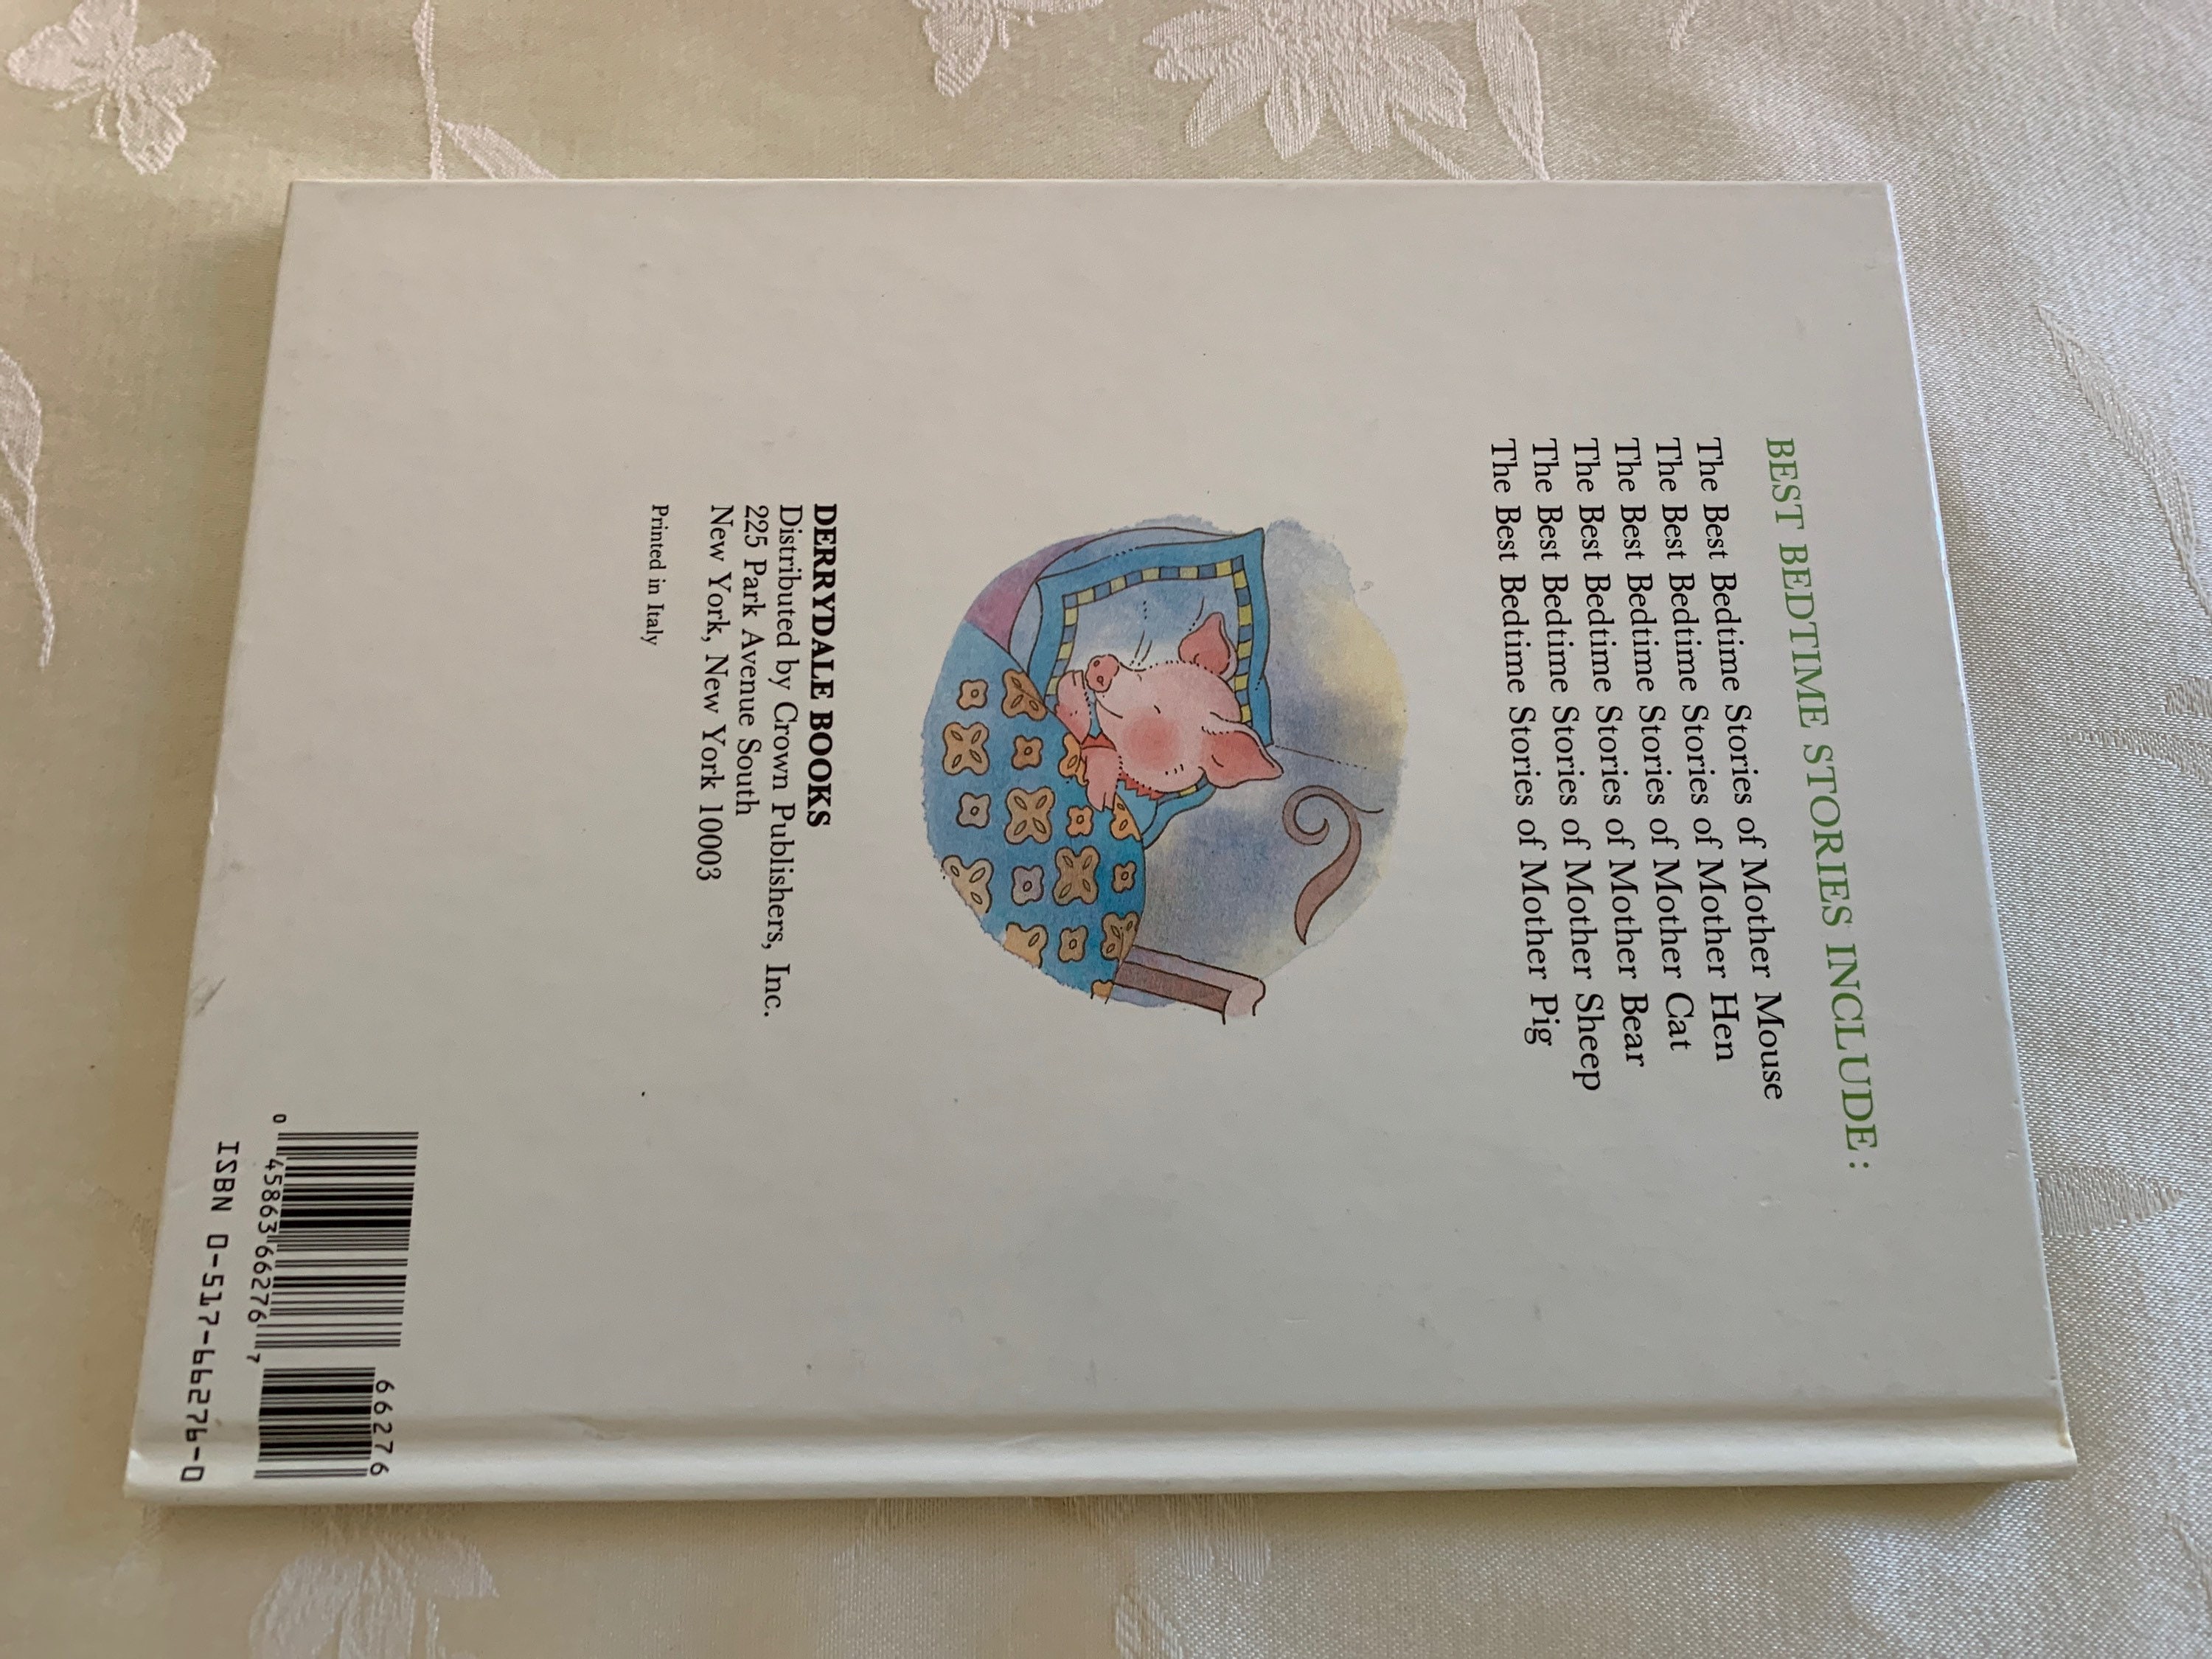 BEST BEDTIME STORIES INCLUDE:
The Best Bedtime Stories of Mother Mouse
The Best Bedtime Stories of Mother Hen
The Best Bedtime Stories of Mother Cat
The Best Bedtime Stories of Mother Bear
The Best Bedtime Stories of Mother Sheep
The Best Bedtime Stories of Mother Pig
DERRYDALE BOOKS
Distributed by Crown Publishers, Inc.
225 Park Avenue South
New York, New York 10003
Printed in Italy
66276
0 45863 66276 7
ISBN 0-517-66276-0